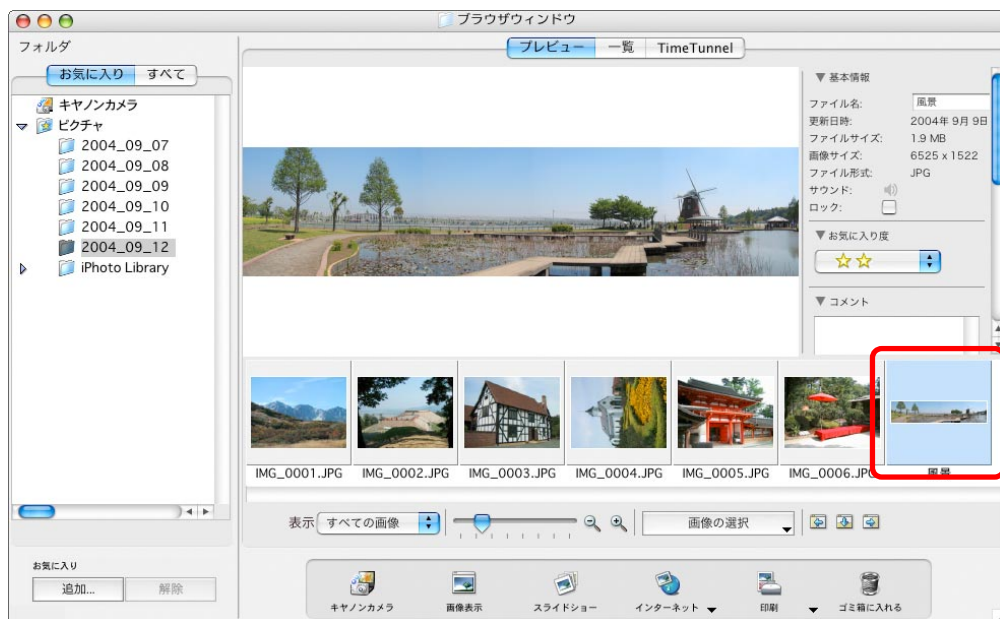 ブラウザウィンドウ
フォルダ
お気に入り すべて
キヤノンカメラ
ピクチャ
2004_09_07
2004_09_08
2004_09_09
2004_09_10
2004_09_11
2004_09_12
iPhoto Library
お気に入り
追加... 解除
プレビュー 一覧 TimeTunnel
基本情報
ファイル名: 風景
更新日時: 2004年 9月 9日
ファイルサイズ: 1.9 MB
画像サイズ: 6525 x 1522
ファイル形式: JPG
サウンド:
ロック:
お気に入り度
コメント
IMG_0001.JPG IMG_0002.JPG IMG_0003.JPG IMG_0004.JPG IMG_0005.JPG IMG_0006.JPG 風景
表示 すべての画像 画像の選択
キヤノンカメラ 画像表示 スライドショー インターネット 印刷 ゴミ箱に入れる